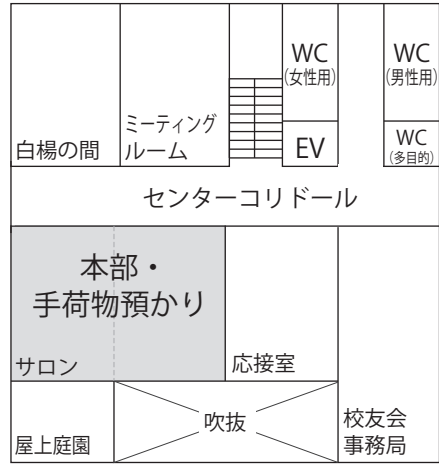 WC
(女性用)
WC
(男性用)
白楊の間
ミーティング
ルーム
EV
WC
(多目的)
センターコリドール
本部・
手荷物預かり
サロン
応接室
屋上庭園
吹抜
校友会
事務局